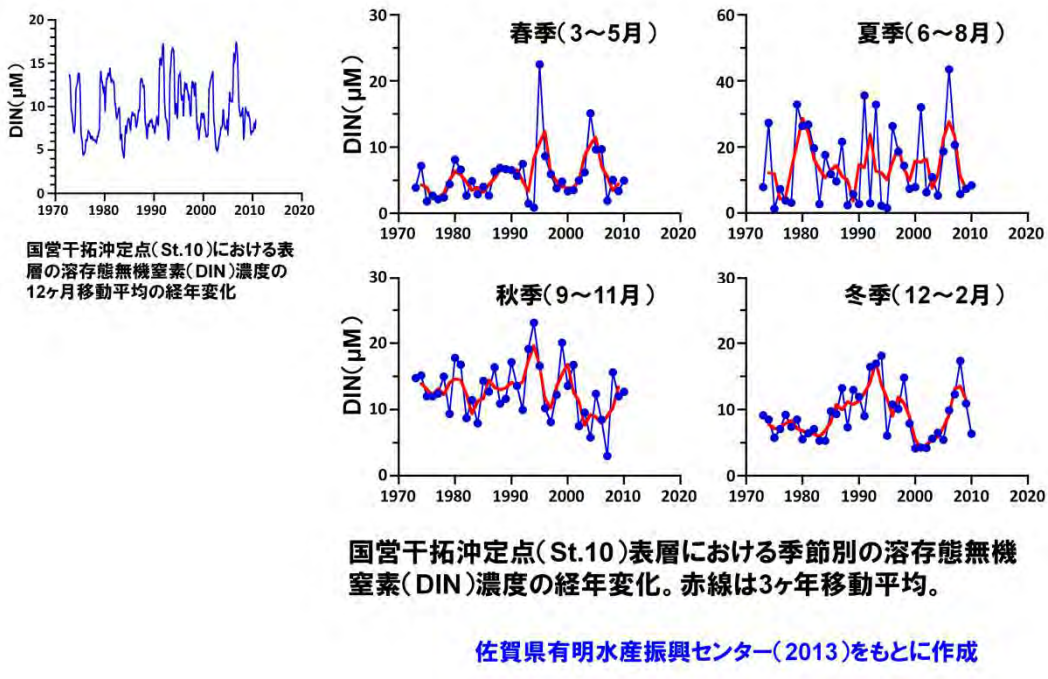 20
15
10
5
0
DIN(μM)
1970 1980 1990 2000 2010 2020
国営干拓沖定点(St.10)における表
層の溶存態無機窒素(DIN)濃度の
12ヶ月移動平均の経年変化
春季(3～5月)
30
20
10
0
DIN(μM)
1970 1980 1990 2000 2010 2020
夏季(6～8月)
60
40
20
0
1970 1980 1990 2000 2010 2020
秋季(9～11月)
30
20
10
0
DIN(μM)
1970 1980 1990 2000 2010 2020
冬季(12～2月)
30
20
10
0
1970 1980 1990 2000 2010 2020
国営干拓沖定点(St.10)表層における季節別の溶存態無機
窒素(DIN)濃度の経年変化。赤線は3ヶ年移動平均。
佐賀県有明水産振興センター(2013)をもとに作成